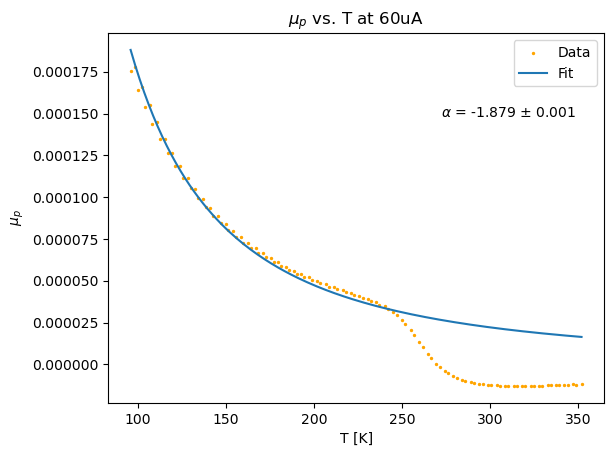 μp vs. T at 60uA
Data
Fit
α = -1.879 ± 0.001
0.000175
0.000150
0.000125
0.000100
0.000075
0.000050
0.000025
0.000000
μp
100
150
200
250
300
350
T [K]